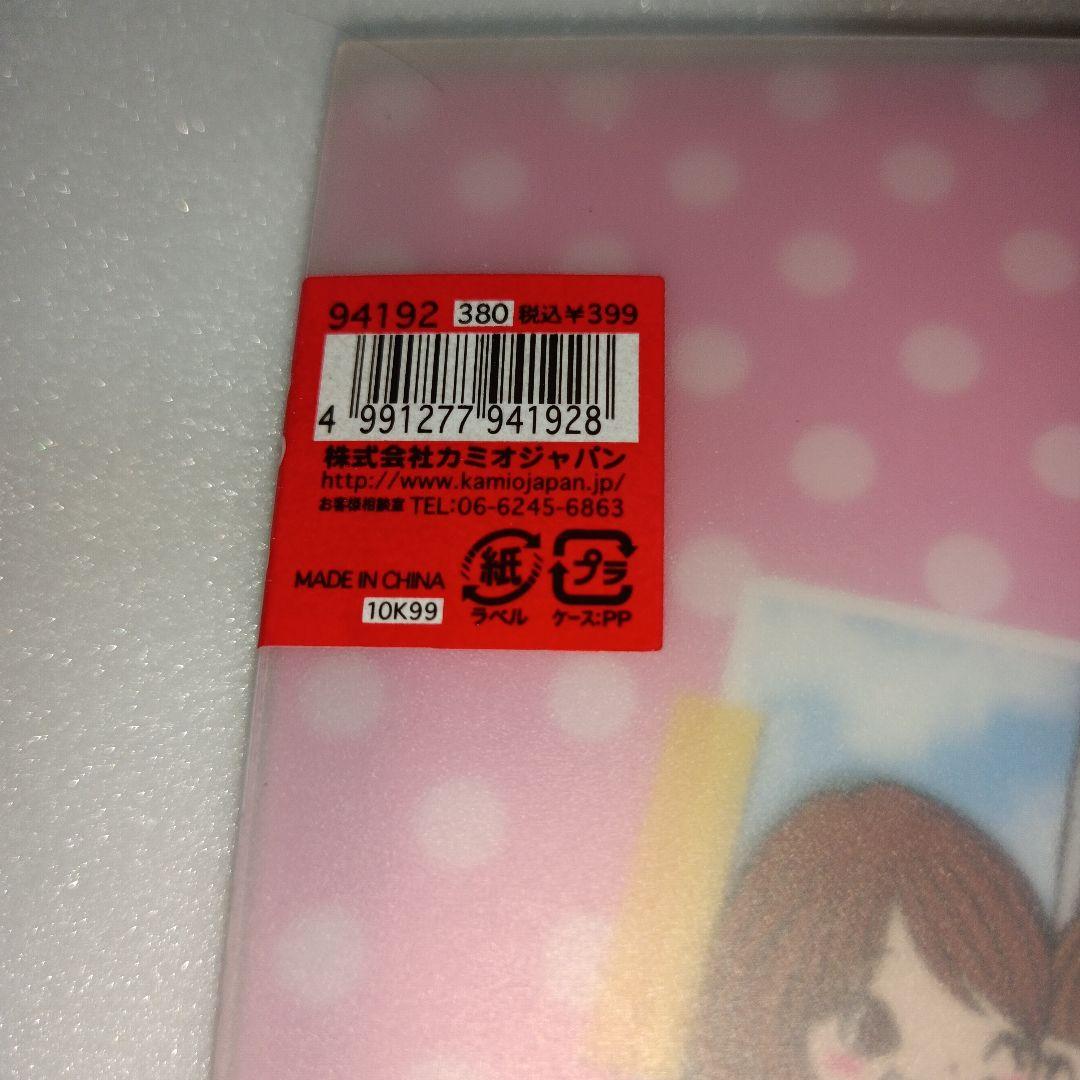 94192 380 税込¥399
4 991277 941928
株式会社カミオジャパン
http://www.kamiojapan.jp/
お客様相談室 TEL:06-6245-6863
紙 プラ
MADE IN CHINA
10K99 ラベル ケース:PP